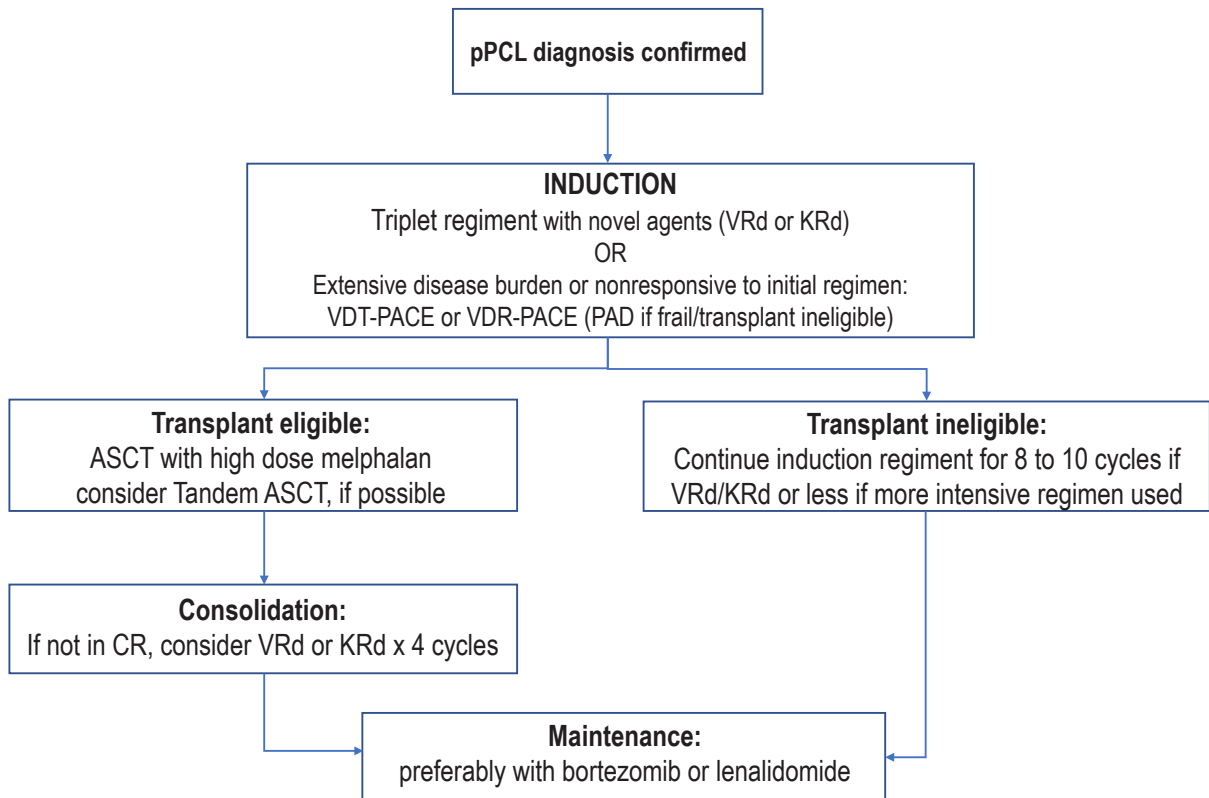 pPCL diagnosis confirmed
INDUCTION
Triplet regiment with novel agents (VRd or KRd)
OR
Extensive disease burden or nonresponsive to initial regimen:
VDT-PACE or VDR-PACE (PAD if frail/transplant ineligible)
Transplant eligible:
ASCT with high dose melphalan
consider Tandem ASCT, if possible
Transplant ineligible:
Continue induction regiment for 8 to 10 cycles if
VRd/KRd or less if more intensive regimen used
Consolidation:
If not in CR, consider VRd or KRd x 4 cycles
Maintenance:
preferably with bortezomib or lenalidomide